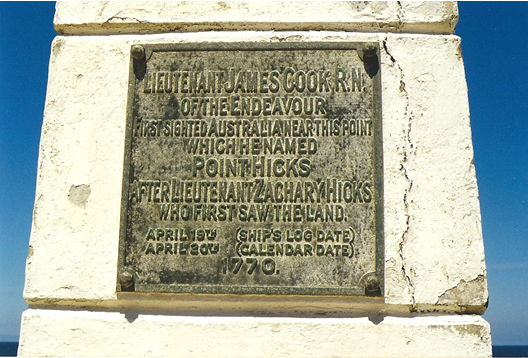 LIEUTENANT JAMES COOK, R.N.
OF THE ENDEAVOUR
FIRST SIGHTED AUSTRALIA NEAR THIS POINT
WHICH HE NAMED
POINT HICKS
AFTER LIEUTENANT ZACHARY HICKS
WHO FIRST SAW THE LAND.
APRIL 19TH (SHIP'S LOG DATE)
APRIL 20TH (CALENDAR DATE)
1770.